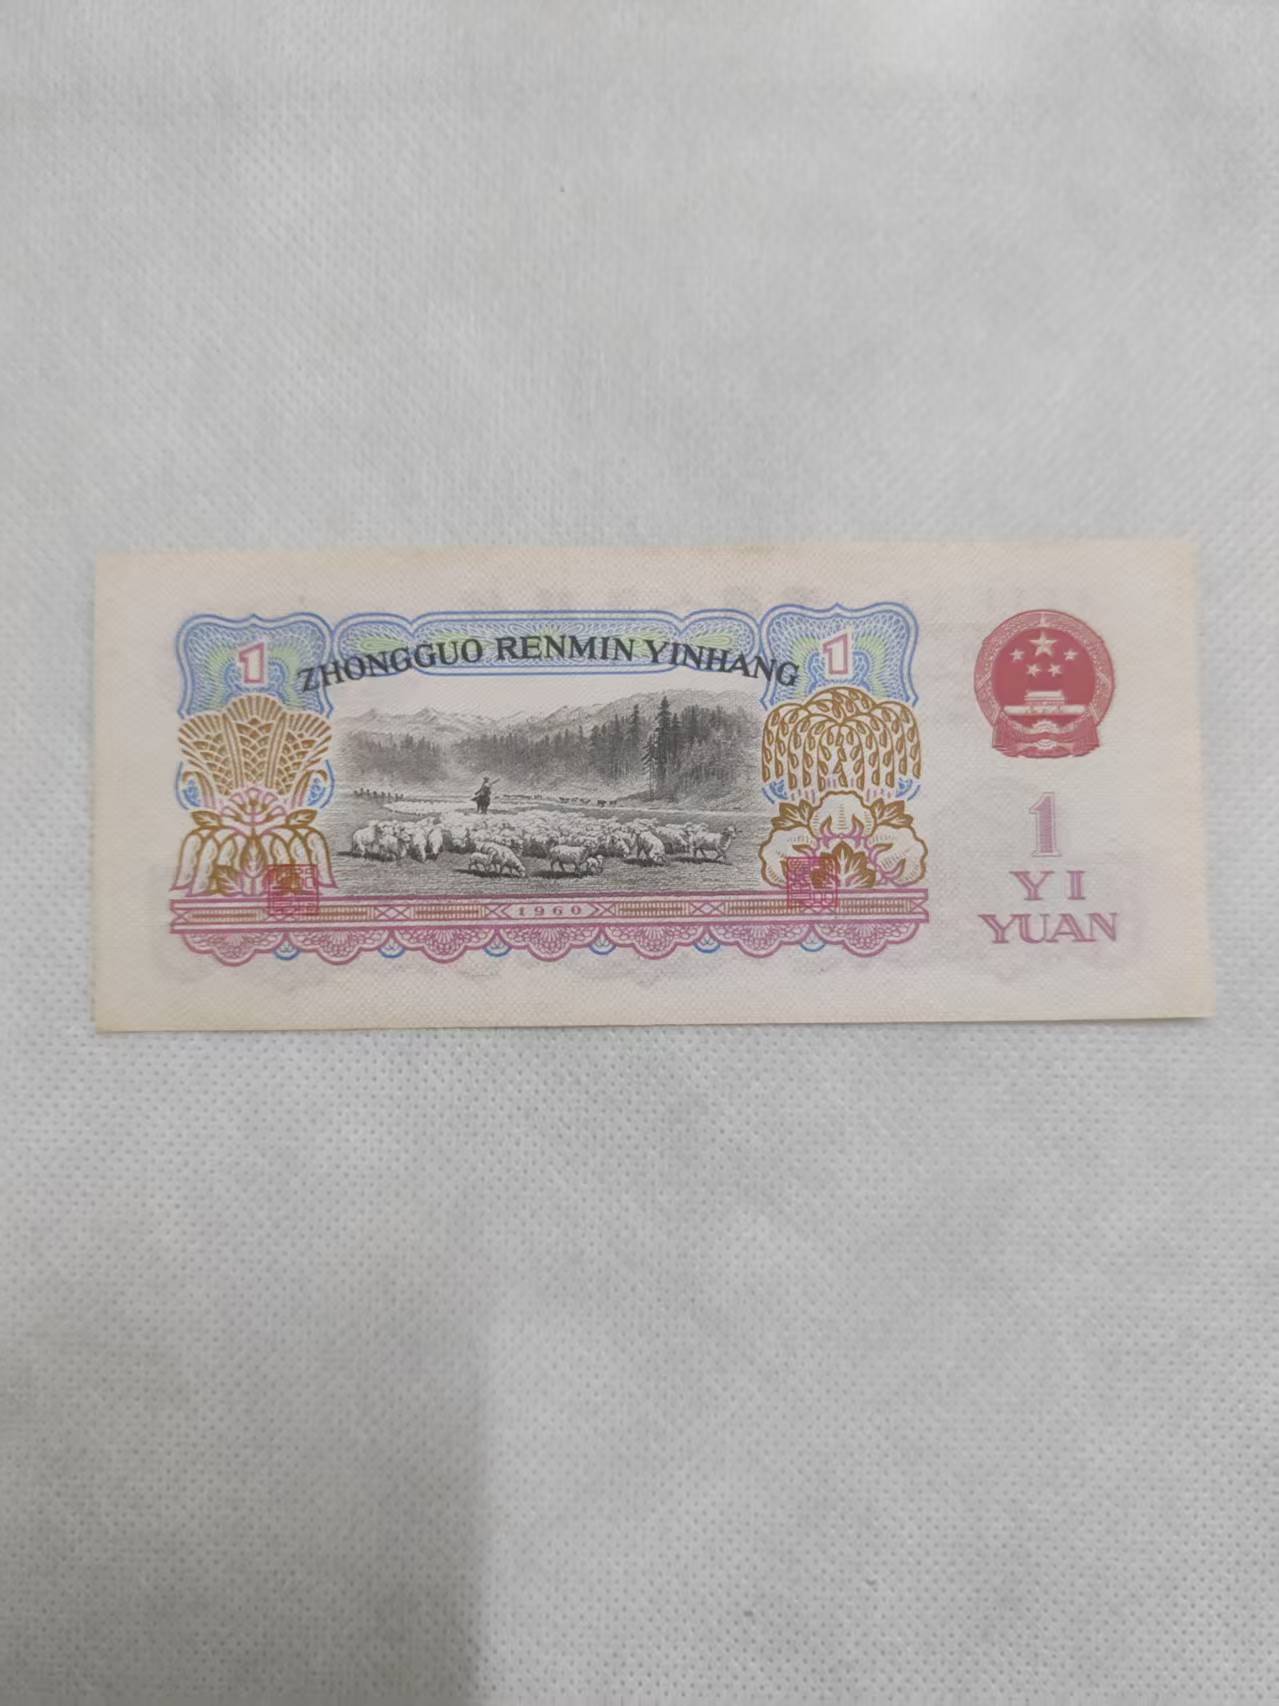 1
ZHONGGUO RENMIN YINHANG
1
1960
1
YI
YUAN